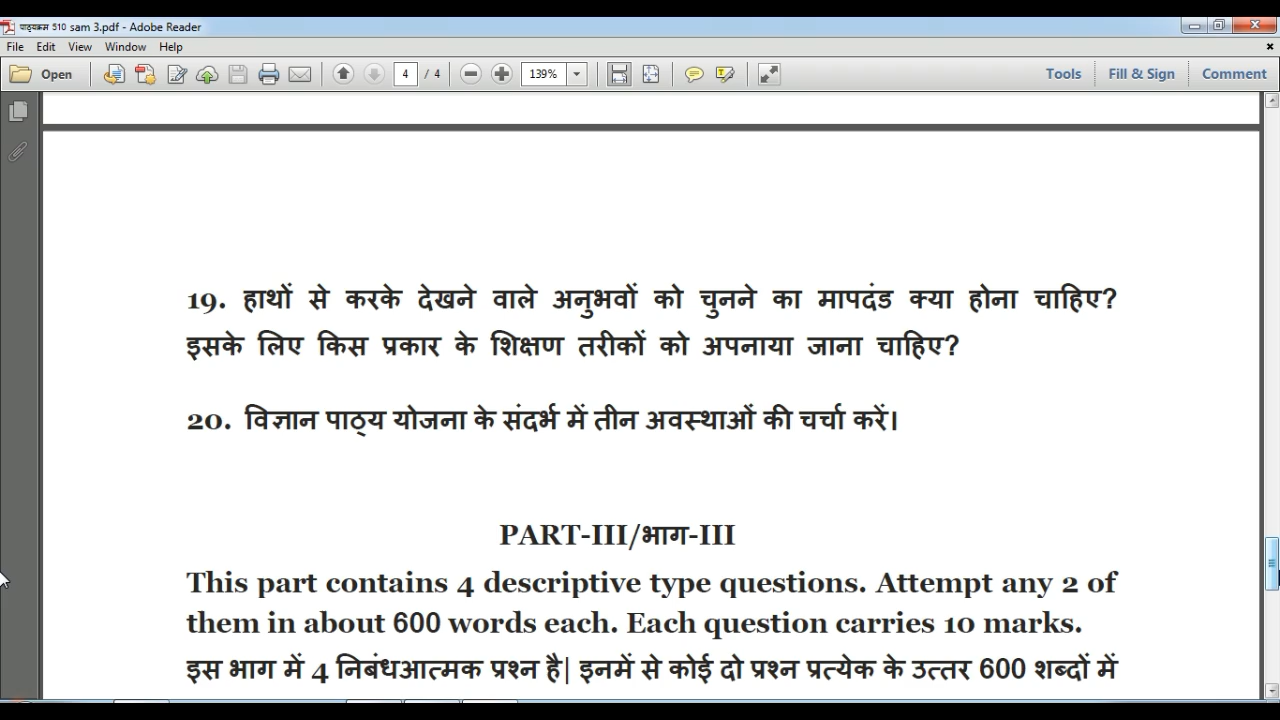 पाठ्यक्रम 510 sam 3.pdf - Adobe Reader
File Edit View Window Help
Open 4 / 4 139% Tools Fill & Sign Comment
19. हाथों से करके देखने वाले अनुभवों को चुनने का मापदंड क्या होना चाहिए?
इसके लिए किस प्रकार के शिक्षण तरीकों को अपनाया जाना चाहिए?
20. विज्ञान पाठ्य योजना के संदर्भ में तीन अवस्थाओं की चर्चा करें।
PART-III/भाग-III
This part contains 4 descriptive type questions. Attempt any 2 of
them in about 600 words each. Each question carries 10 marks.
इस भाग में 4 निबंधआत्मक प्रश्न है| इनमें से कोई दो प्रश्न प्रत्येक के उत्तर 600 शब्दों में